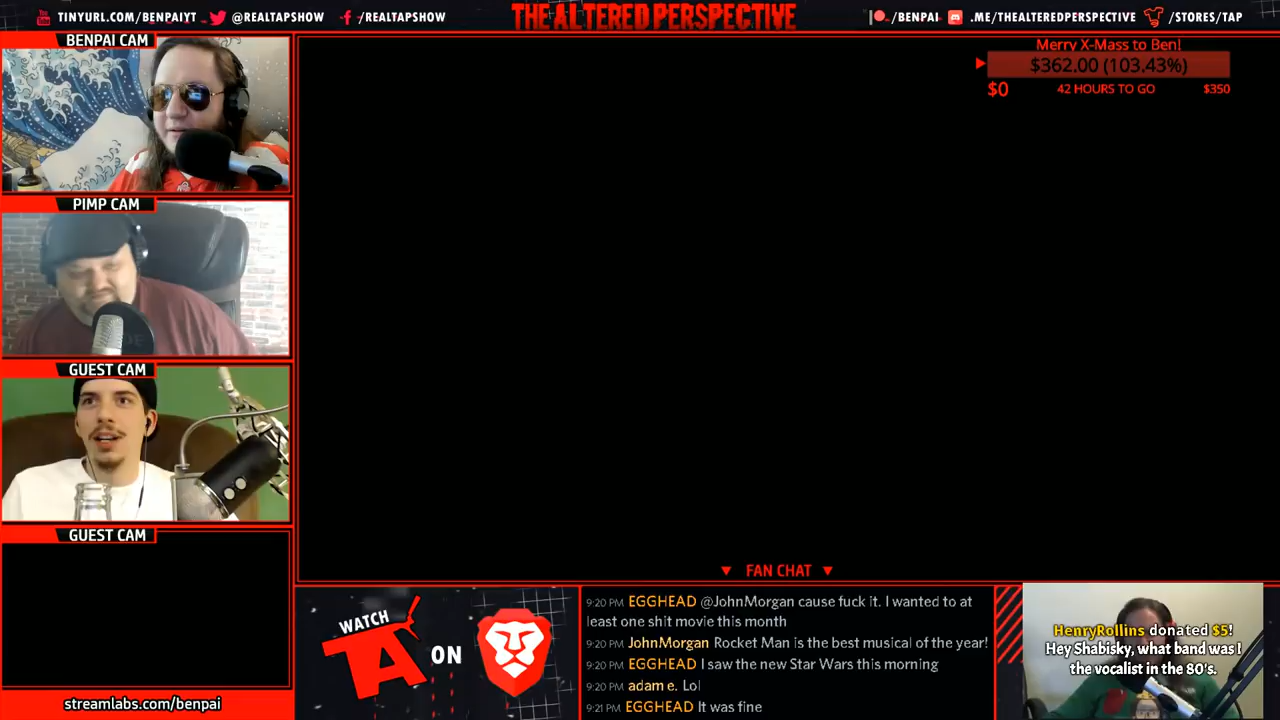 TINYURL.COM/BENPAIYT @REALTAPSHOW /REALTAPSHOW THE ALTERED PERSPECTIVE /BENPAI .ME/THEALTEREDPERSPECTIVE /STORES/TAP
BENPAI CAM
PIMP CAM
GUEST CAM
GUEST CAM
streamlabs.com/benpai
Merry X-Mass to Ben!
$362.00 (103.43%)
$0 42 HOURS TO GO $350
▼ FAN CHAT ▼
WATCH
TA ON
9:20 PM EGGHEAD @JohnMorgan cause fuck it. I wanted to at
least one shit movie this month
9:20 PM JohnMorgan Rocket Man is the best musical of the year!
9:20 PM EGGHEAD I saw the new Star Wars this morning
9:20 PM adam e. Lol
9:21 PM EGGHEAD It was fine
HenryRollins donated $5!
Hey Shabisky, what band was I
the vocalist in the 80's.